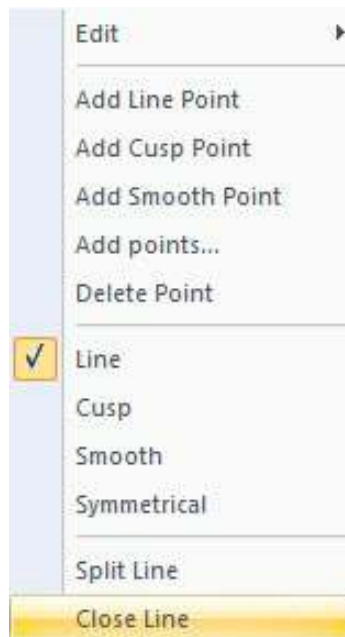 Edit
Add Line Point
Add Cusp Point
Add Smooth Point
Add points...
Delete Point
Line
Cusp
Smooth
Symmetrical
Split Line
Close Line